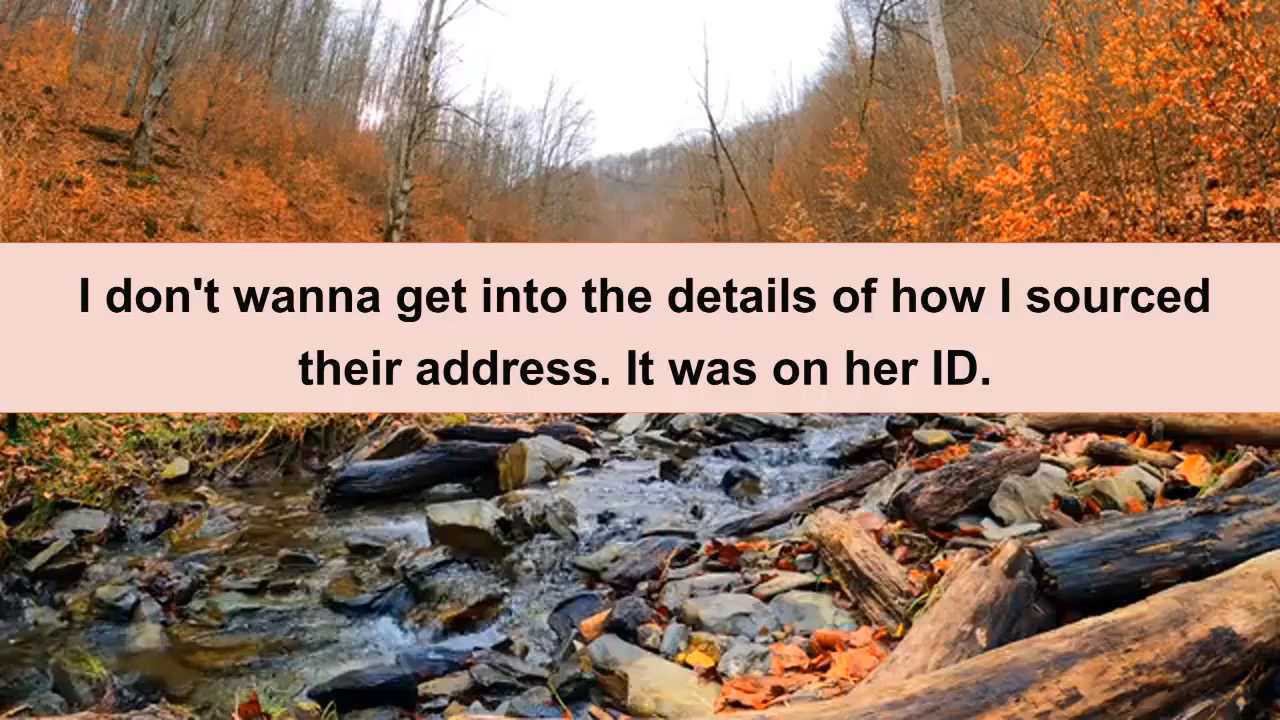 I don't wanna get into the details of how I sourced
their address. It was on her ID.